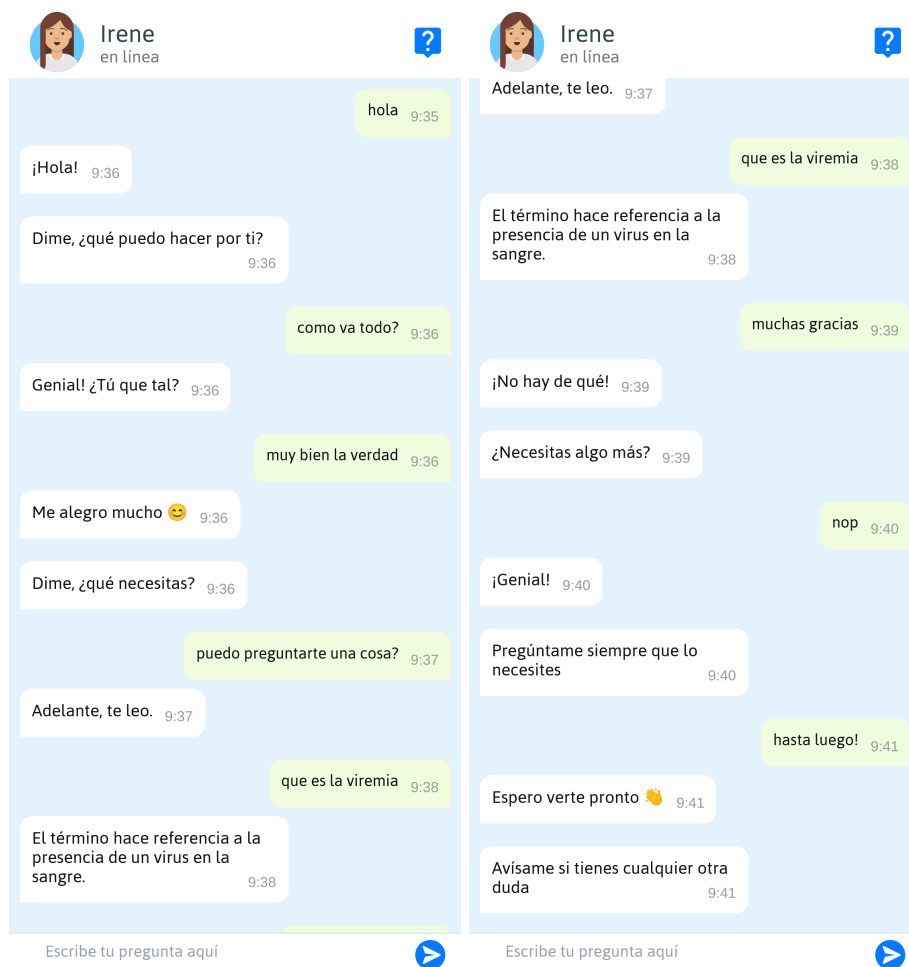 Irene
en línea
hola 9:35
¡Hola! 9:36
Dime, ¿qué puedo hacer por ti?
9:36
como va todo? 9:36
Genial! ¿Tú que tal? 9:36
muy bien la verdad 9:36
Me alegro mucho 😊 9:36
Dime, ¿qué necesitas? 9:36
puedo preguntarte una cosa? 9:37
Adelante, te leo. 9:37
que es la viremia 9:38
El término hace referencia a la
presencia de un virus en la
sangre. 9:38
Escribe tu pregunta aquí
Irene
en línea
Adelante, te leo. 9:37
que es la viremia 9:38
El término hace referencia a la
presencia de un virus en la
sangre. 9:38
muchas gracias 9:39
¡No hay de qué! 9:39
¿Necesitas algo más? 9:39
nop 9:40
¡Genial! 9:40
Pregúntame siempre que lo
necesites 9:40
hasta luego! 9:41
Espero verte pronto 👋 9:41
Avísame si tienes cualquier otra
duda 9:41
Escribe tu pregunta aquí